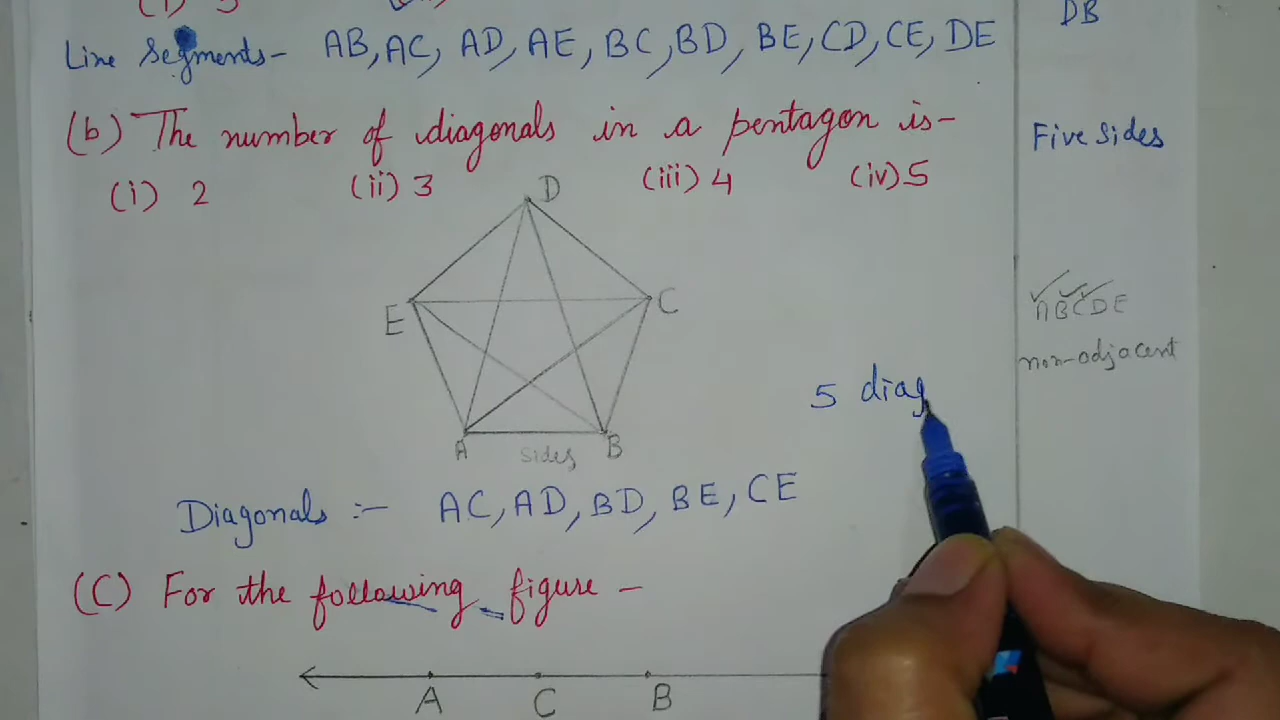 DB
Line Segments- AB, AC, AD, AE, BC, BD, BE, CD, CE, DE
(b) The number of diagonals in a pentagon is-
Five sides
(i) 2 (ii) 3 (iii) 4 (iv) 5
D
E
C
ABCDE
non-adjacent
5 diag
A
sides
B
Diagonals :- AC, AD, BD, BE, CE
(C) For the following figure -
A C B